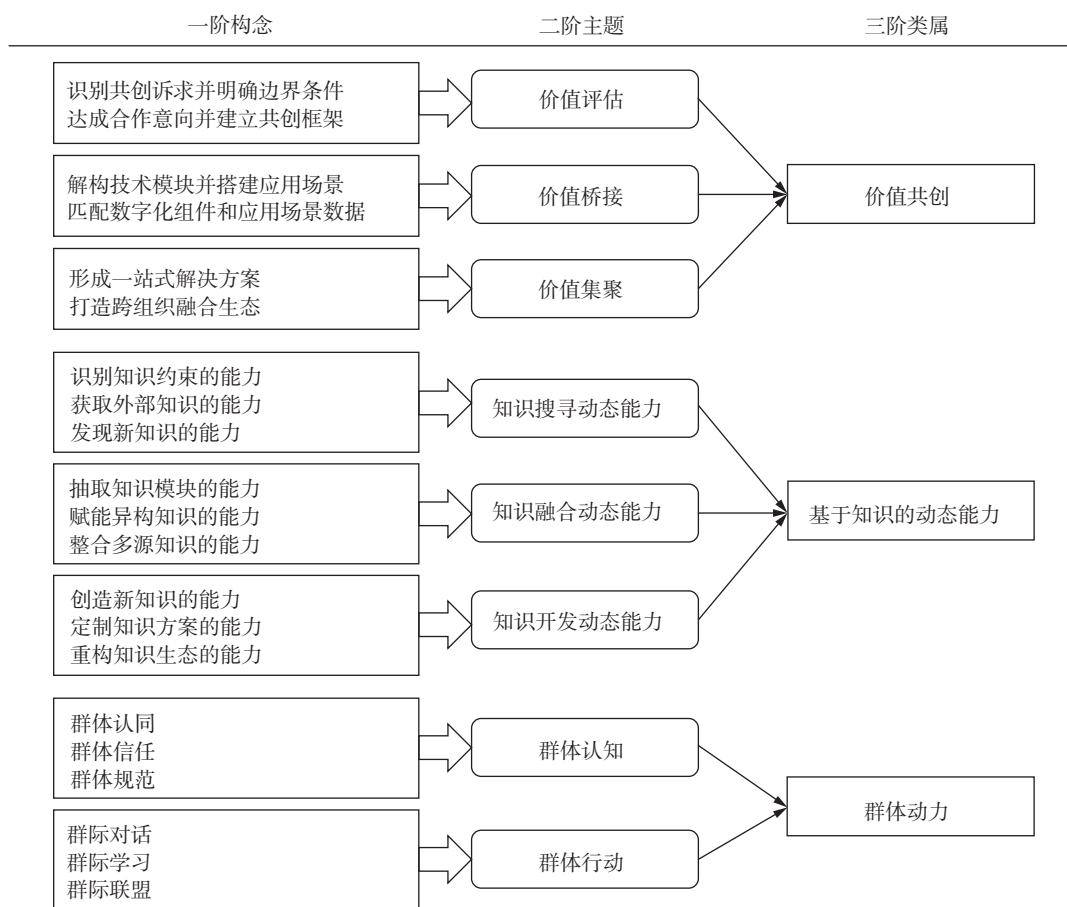 一阶构念
二阶主题
三阶类属
识别共创诉求并明确边界条件
达成合作意向并建立共创框架
价值评估
解构技术模块并搭建应用场景
匹配数字化组件和应用场景数据
价值桥接
价值共创
形成一站式解决方案
打造跨组织融合生态
价值集聚
识别知识约束的能力
获取外部知识的能力
发现新知识的能力
知识搜寻动态能力
抽取知识模块的能力
赋能异构知识的能力
整合多源知识的能力
知识融合动态能力
基于知识的动态能力
创造新知识的能力
定制知识方案的能力
重构知识生态的能力
知识开发动态能力
群体认同
群体信任
群体规范
群体认知
群体动力
群际对话
群际学习
群际联盟
群体行动